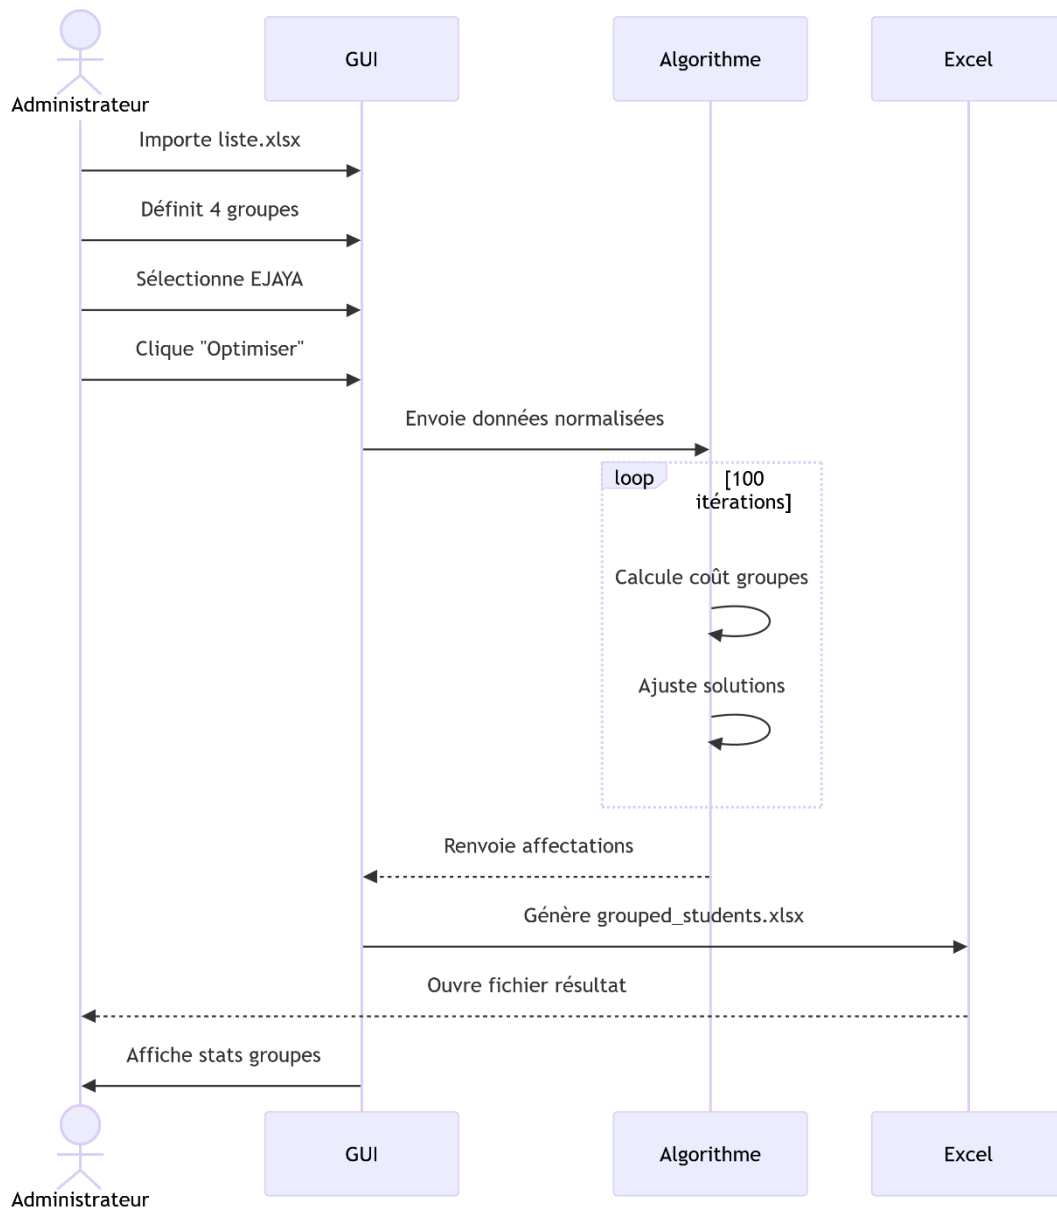 Administrateur
GUI
Algorithme
Excel
Importe liste.xlsx
Définit 4 groupes
Sélectionne EJAYA
Clique "Optimiser"
Envoie données normalisées
loop
[100
itérations]
Calcule coût groupes
Ajuste solutions
Renvoie affectations
Génère grouped_students.xlsx
Ouvre fichier résultat
Affiche stats groupes
Administrateur
GUI
Algorithme
Excel